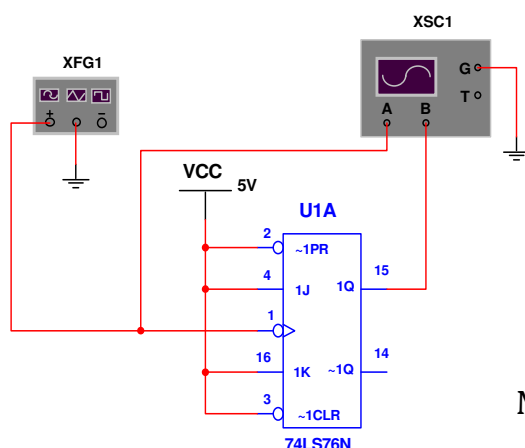 XSC1
XFG1
G
T
A B
+ −
VCC
5V
U1A
2 ~1PR
4 1J 1Q 15
1
16 1K ~1Q 14
3 ~1CLR
74LS76N